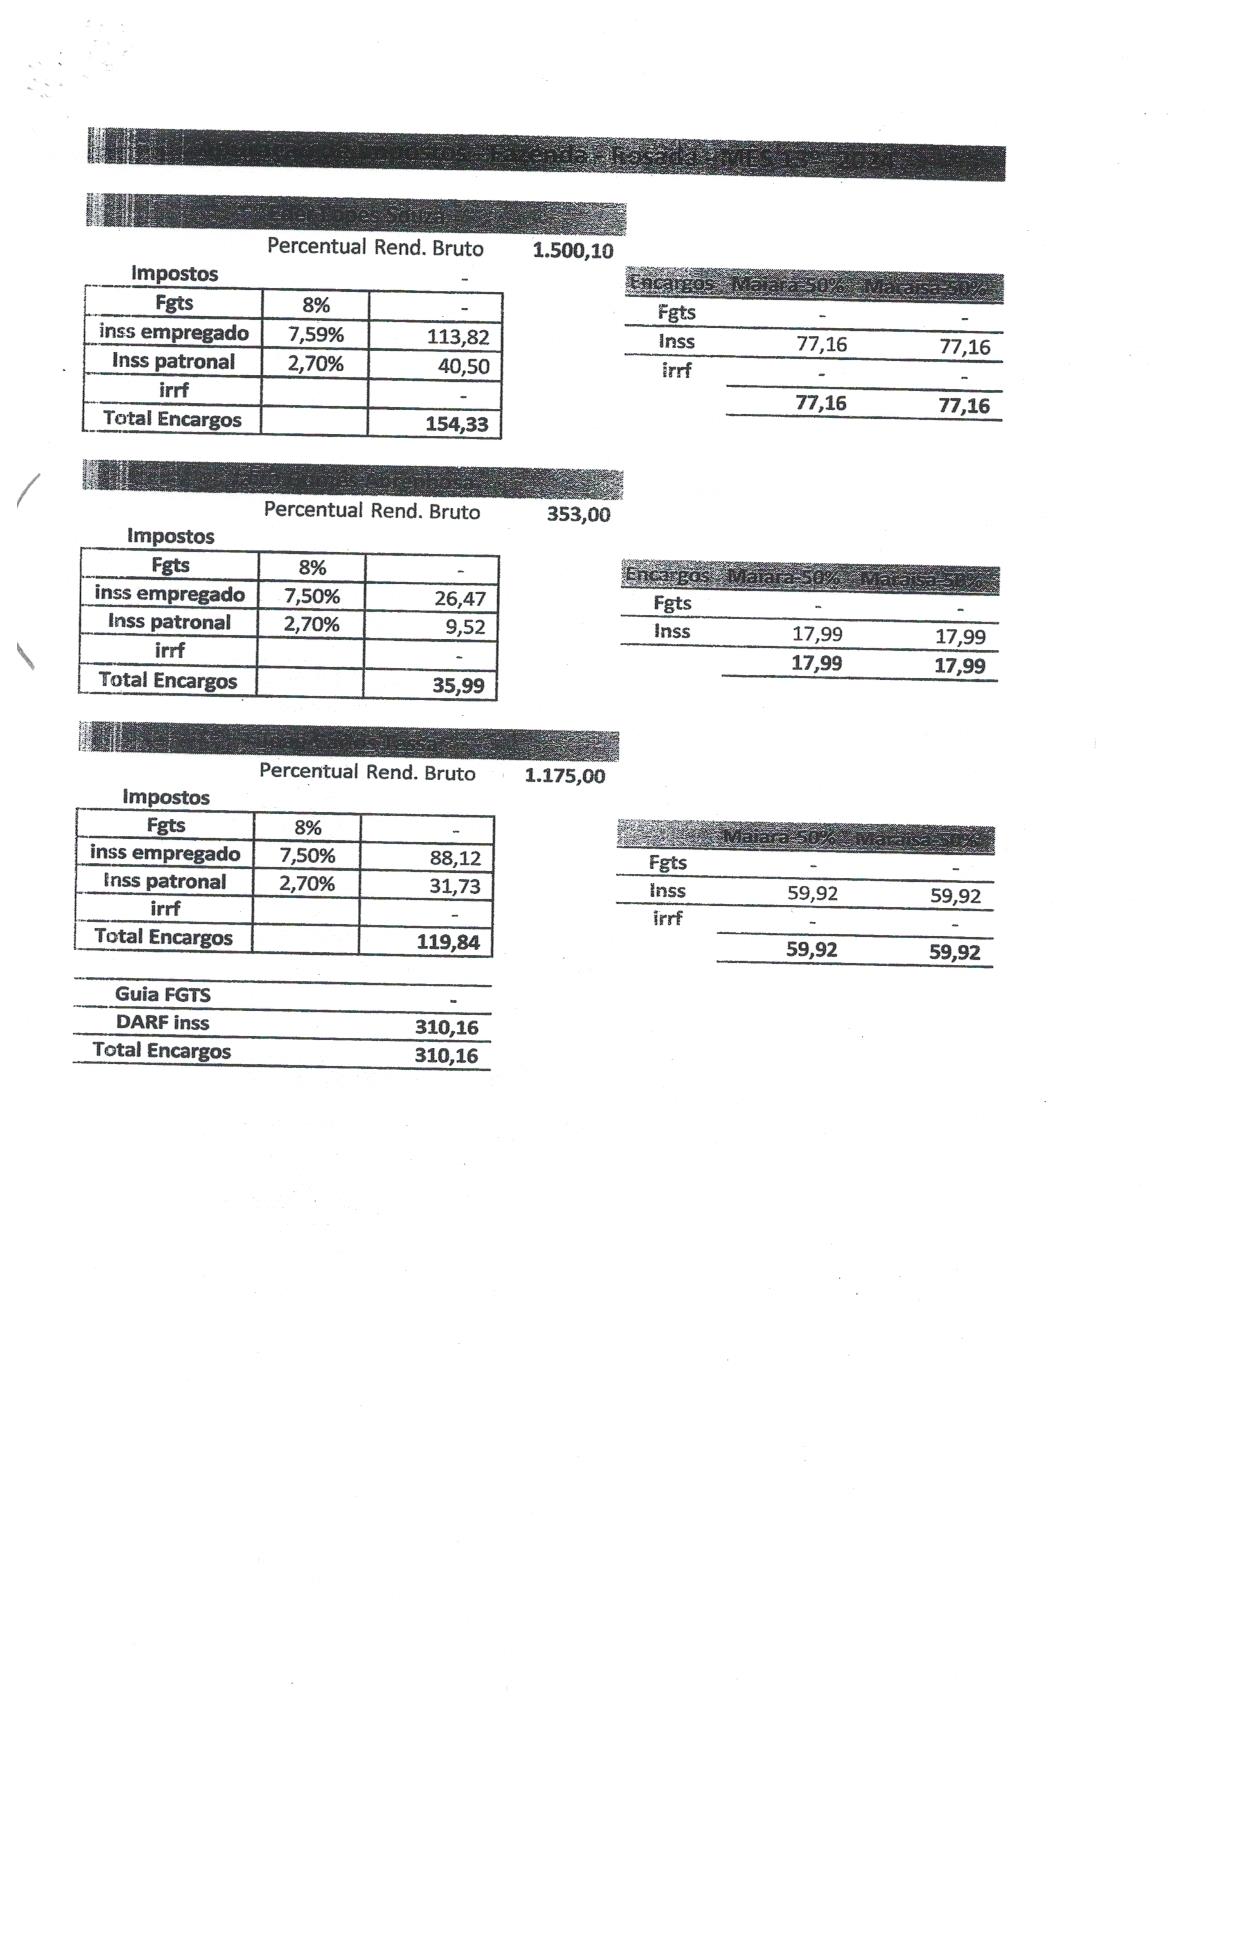 Impostos - Fazenda - Rosada - MES 13º 2024
Eder Lopes Souza
Percentual Rend. Bruto 1.500,10
Impostos -
Fgts 8% -
inss empregado 7,59% 113,82
Inss patronal 2,70% 40,50
irrf -
Total Encargos 154,33
Encargos Maiara-50% Maraisa-50%
Fgts - -
Inss 77,16 77,16
irrf - -
77,16 77,16
Percentual Rend. Bruto 353,00
Impostos
Fgts 8% -
inss empregado 7,50% 26,47
Inss patronal 2,70% 9,52
irrf -
Total Encargos 35,99
Encargos Maiara-50% Maraisa-50%
Fgts - -
Inss 17,99 17,99
17,99 17,99
Percentual Rend. Bruto 1.175,00
Impostos
Fgts 8% -
inss empregado 7,50% 88,12
Inss patronal 2,70% 31,73
irrf -
Total Encargos 119,84
Maiara-50% Maraisa-50%
Fgts - -
Inss 59,92 59,92
irrf - -
59,92 59,92
Guia FGTS -
DARF inss 310,16
Total Encargos 310,16